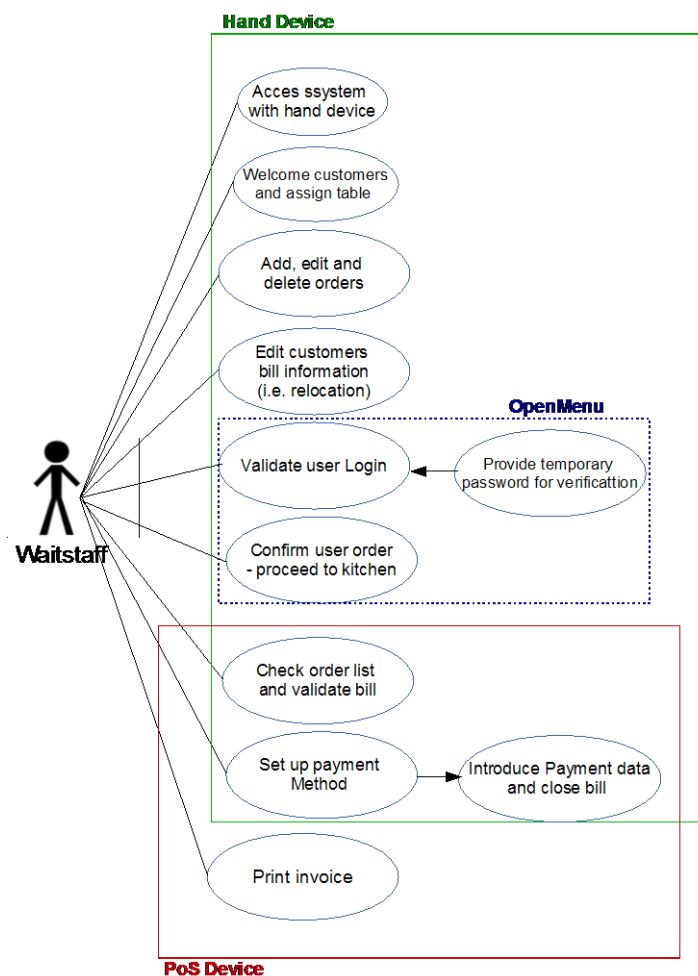 Hand Device
Acces ssystem
with hand device
Welcome customers
and assign table
Add, edit and
delete orders
Edit customers
bill information
(i.e. relocation)
OpenMenu
Validate user Login
Provide temporary
password for verificattion
Waitstaff
Confirm user order
- proceed to kitchen
Check order list
and validate bill
Set up payment
Method
Introduce Payment data
and close bill
Print invoice
PoS Device